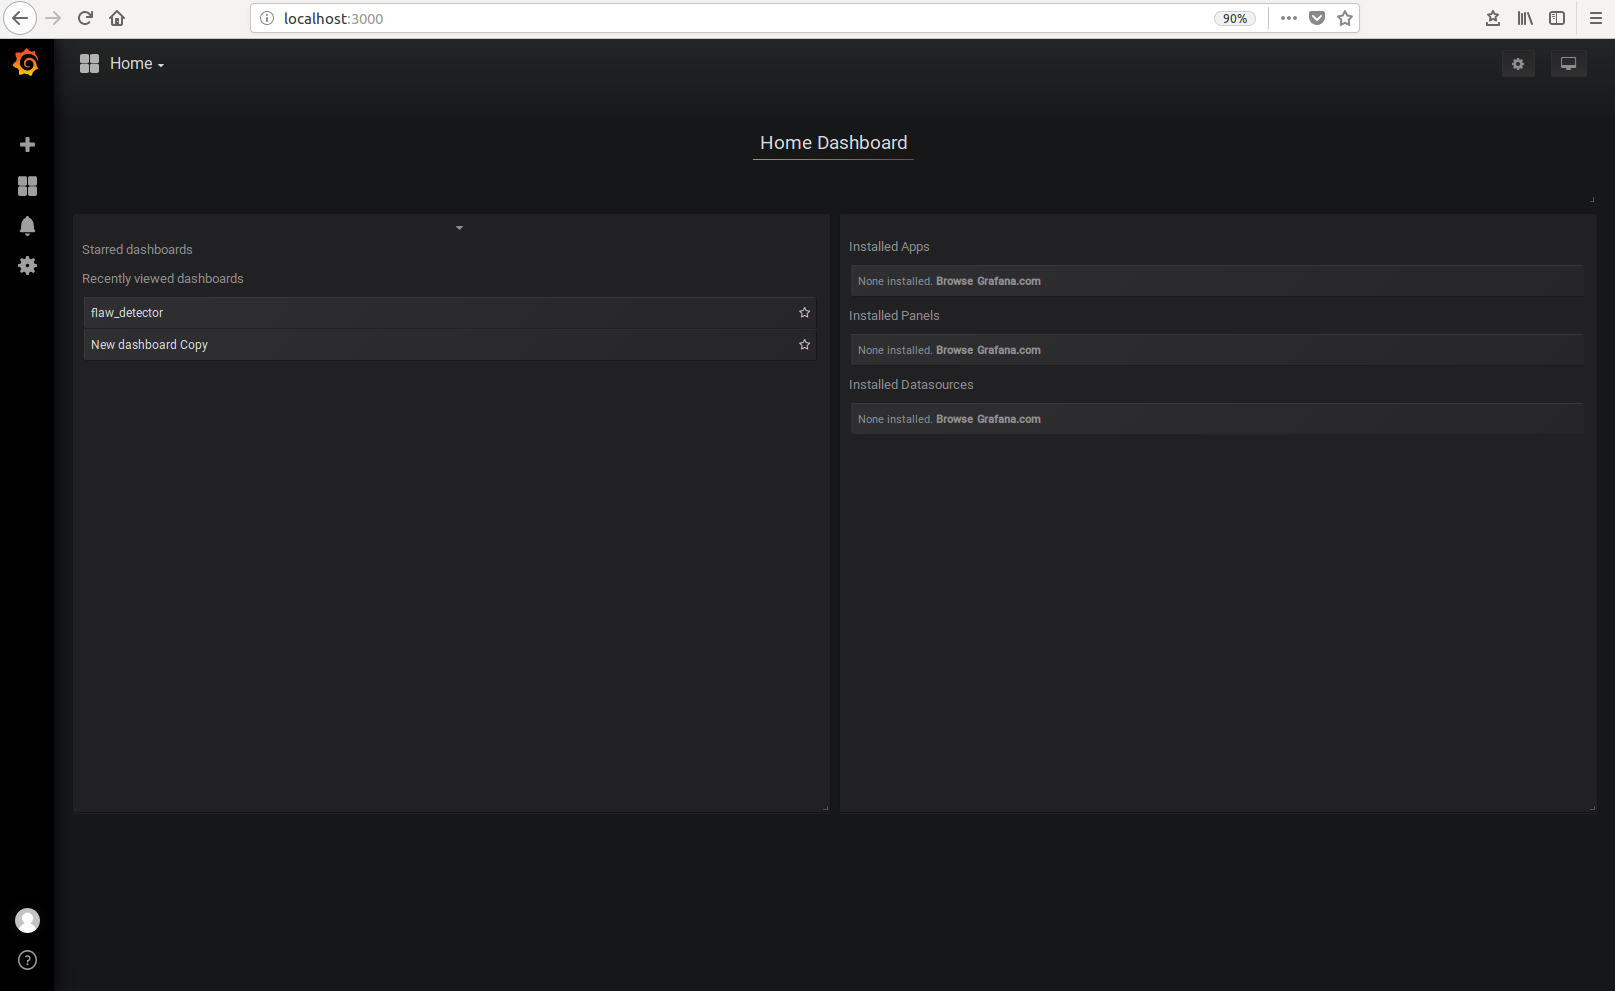 localhost:3000
90%
Home
Home Dashboard
Starred dashboards
Recently viewed dashboards
flaw_detector
New dashboard Copy
Installed Apps
None installed. Browse Grafana.com
Installed Panels
None installed. Browse Grafana.com
Installed Datasources
None installed. Browse Grafana.com